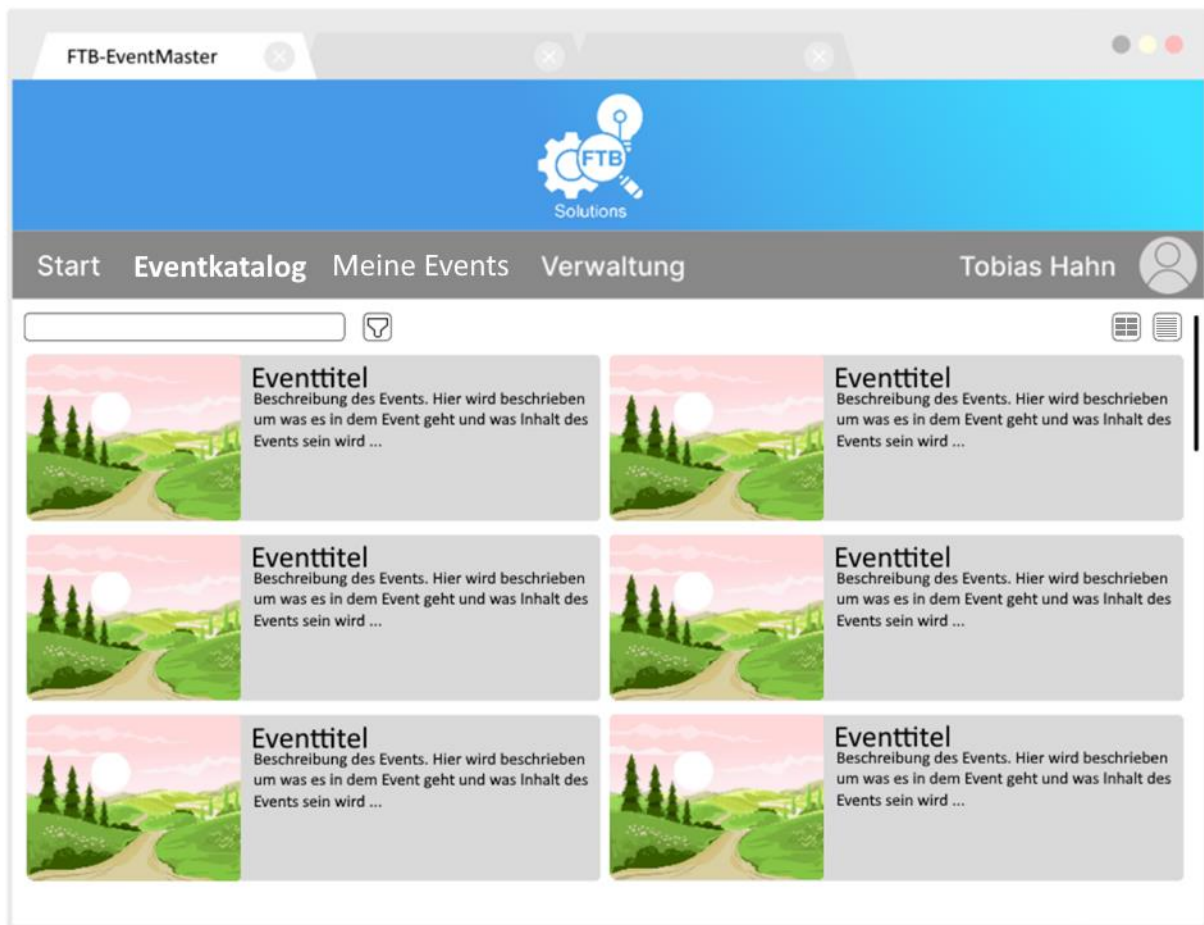 FTB-EventMaster
FTB
Solutions
Start Eventkatalog Meine Events Verwaltung Tobias Hahn
Eventtitel
Beschreibung des Events. Hier wird beschrieben
um was es in dem Event geht und was Inhalt des
Events sein wird ...
Eventtitel
Beschreibung des Events. Hier wird beschrieben
um was es in dem Event geht und was Inhalt des
Events sein wird ...
Eventtitel
Beschreibung des Events. Hier wird beschrieben
um was es in dem Event geht und was Inhalt des
Events sein wird ...
Eventtitel
Beschreibung des Events. Hier wird beschrieben
um was es in dem Event geht und was Inhalt des
Events sein wird ...
Eventtitel
Beschreibung des Events. Hier wird beschrieben
um was es in dem Event geht und was Inhalt des
Events sein wird ...
Eventtitel
Beschreibung des Events. Hier wird beschrieben
um was es in dem Event geht und was Inhalt des
Events sein wird ...